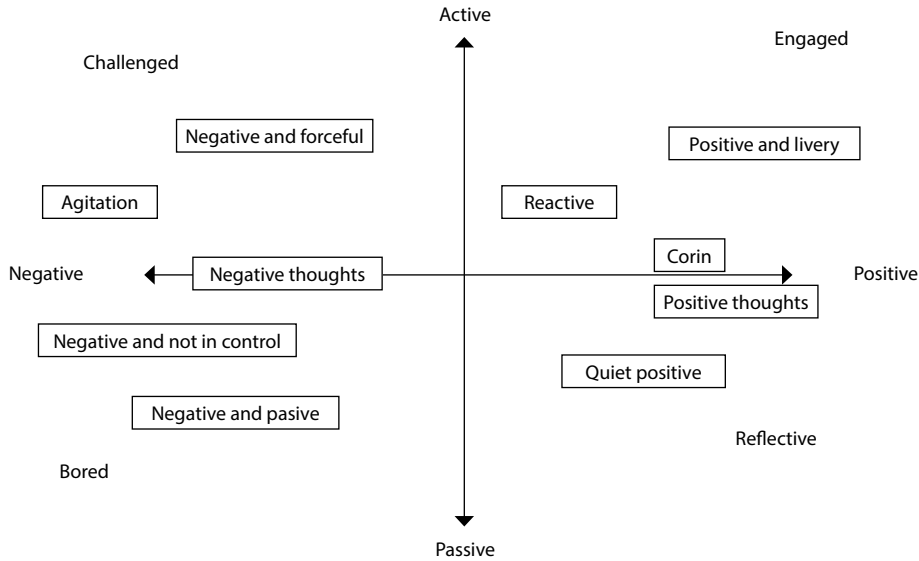 Active
Engaged
Challenged
Negative and forceful
Positive and livery
Agitation
Reactive
Corin
Negative
Negative thoughts
Positive
Positive thoughts
Negative and not in control
Quiet positive
Negative and pasive
Reflective
Bored
Passive